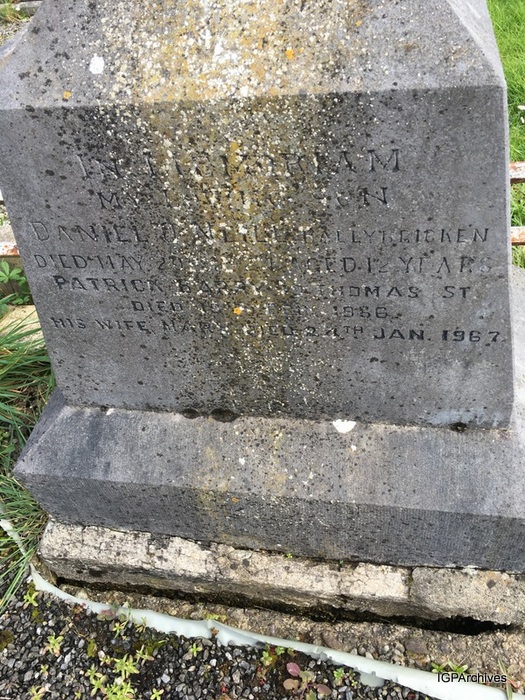 IN MEMORIAM
MY
DANIEL O'NEILL BALLYBRICKEN
DIED MAY AGED 12 YEARS
PATRICK THOMAS ST.
DIED 1966.
HIS WIFE MARY DIED 24TH JAN. 1967.
IGPArchives